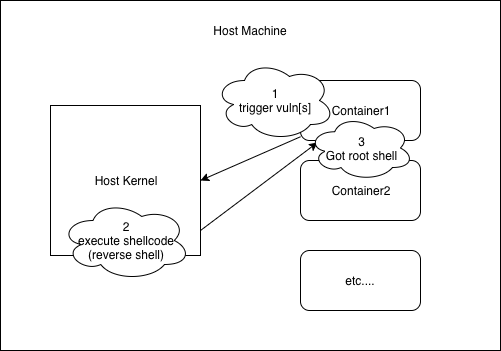 Host Machine
1
trigger vuln[s]
Container1
3
Got root shell
Host Kernel
Container2
2
execute shellcode
(reverse shell)
etc....